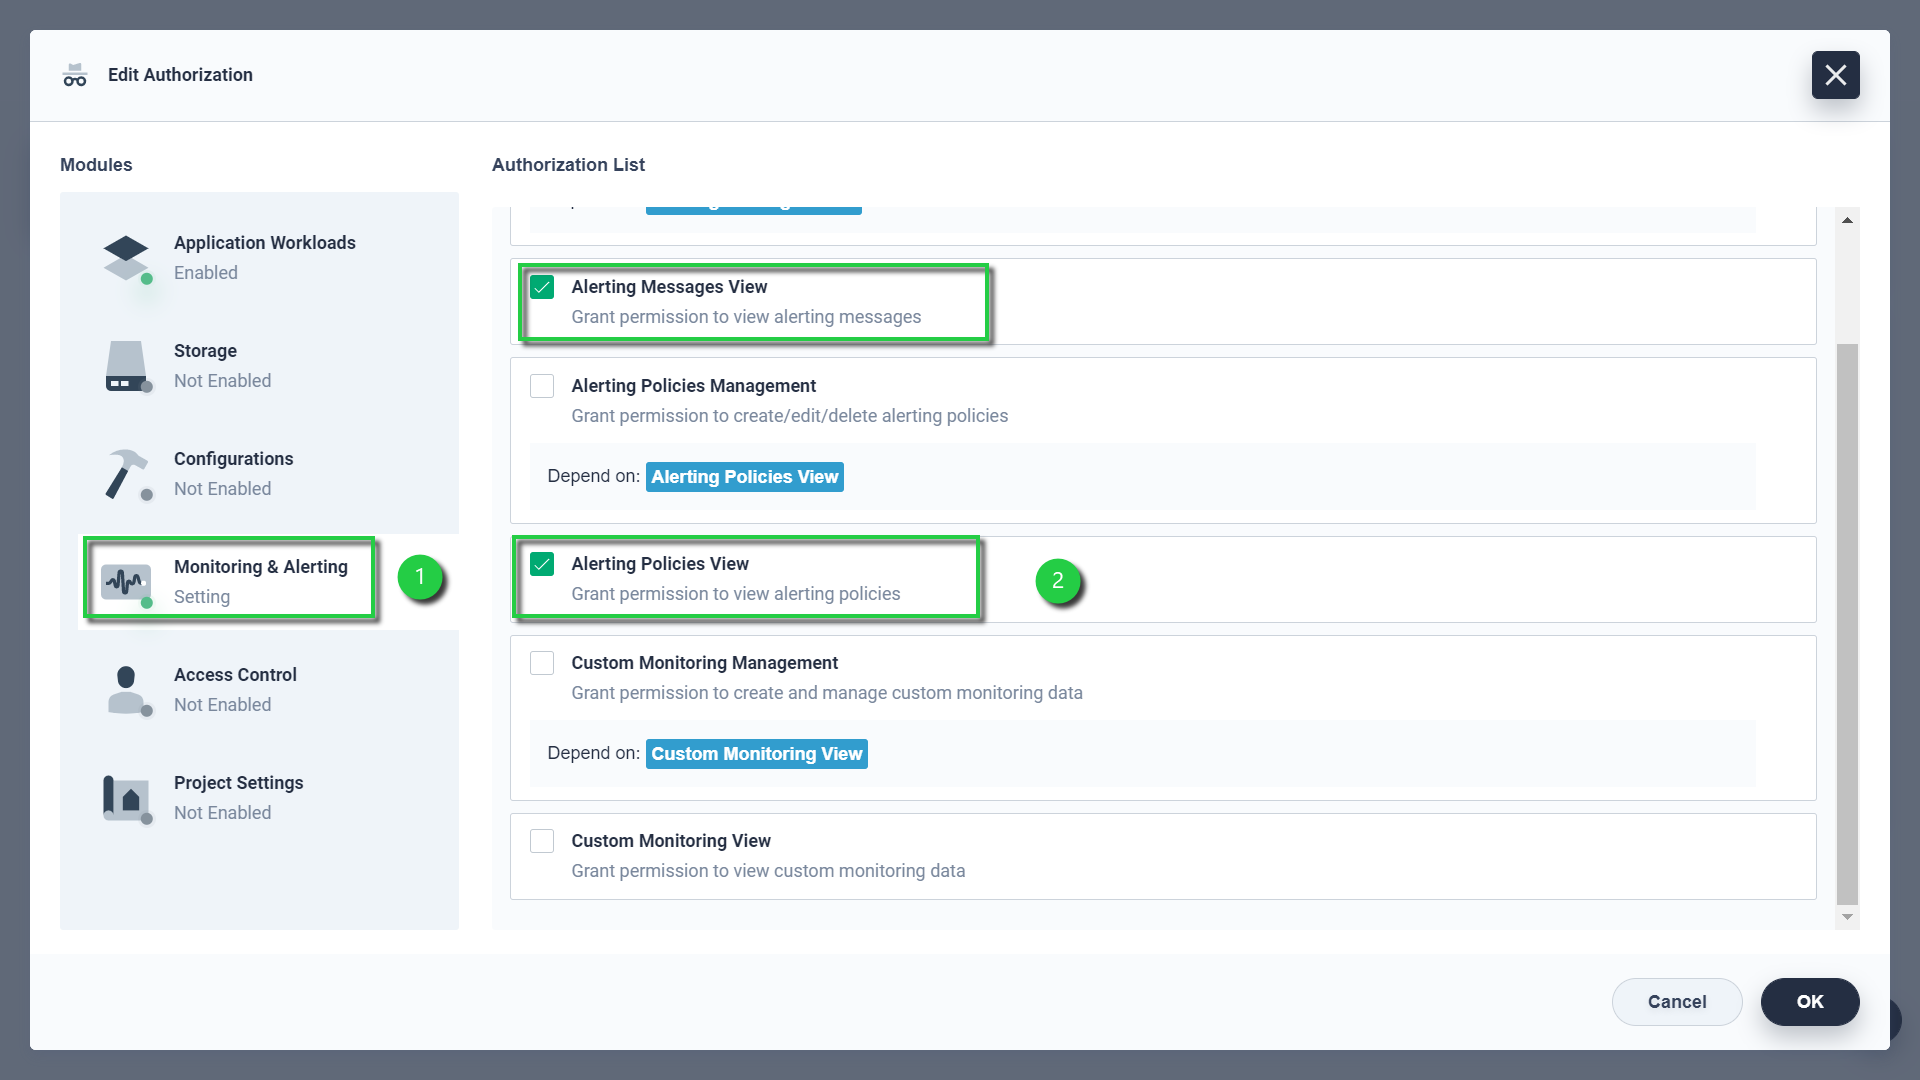 Edit Authorization
Modules
Authorization List
Application Workloads
Enabled
Storage
Not Enabled
Configurations
Not Enabled
Monitoring & Alerting
Setting
1
Access Control
Not Enabled
Project Settings
Not Enabled
Alerting Messages View
Grant permission to view alerting messages
Alerting Policies Management
Grant permission to create/edit/delete alerting policies
Depend on: Alerting Policies View
Alerting Policies View
Grant permission to view alerting policies
2
Custom Monitoring Management
Grant permission to create and manage custom monitoring data
Depend on: Custom Monitoring View
Custom Monitoring View
Grant permission to view custom monitoring data
Cancel
OK